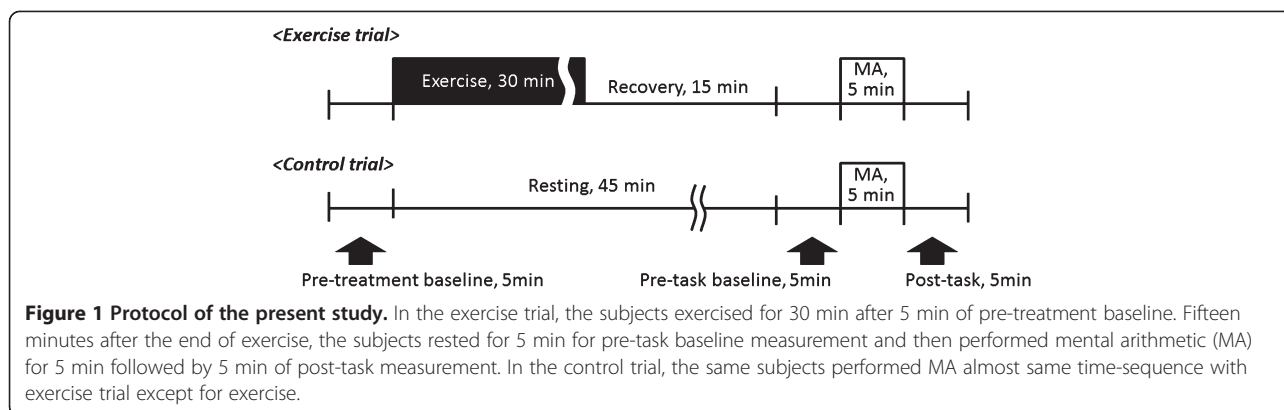 <Exercise trial>
Exercise, 30 min
Recovery, 15 min
MA,
5 min
<Control trial>
Resting, 45 min
MA,
5 min
Pre-treatment baseline, 5min
Pre-task baseline, 5min
Post-task, 5min
Figure 1 Protocol of the present study. In the exercise trial, the subjects exercised for 30 min after 5 min of pre-treatment baseline. Fifteen
minutes after the end of exercise, the subjects rested for 5 min for pre-task baseline measurement and then performed mental arithmetic (MA)
for 5 min followed by 5 min of post-task measurement. In the control trial, the same subjects performed MA almost same time-sequence with
exercise trial except for exercise.